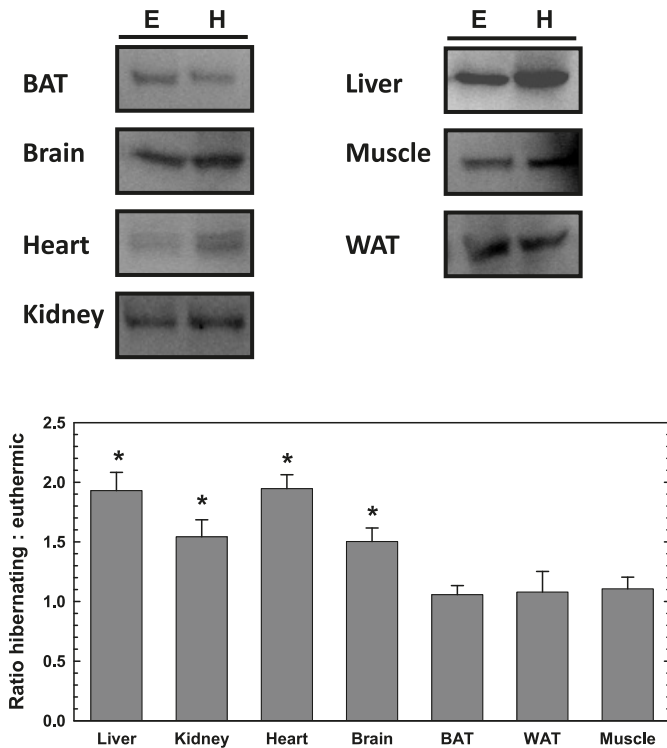 E H
BAT
Brain
Heart
Kidney
E H
Liver
Muscle
WAT
Ratio hibernating : euthermic
2.5
2.0
1.5
1.0
0.5
0.0
* * * *
Liver Kidney Heart Brain BAT WAT Muscle